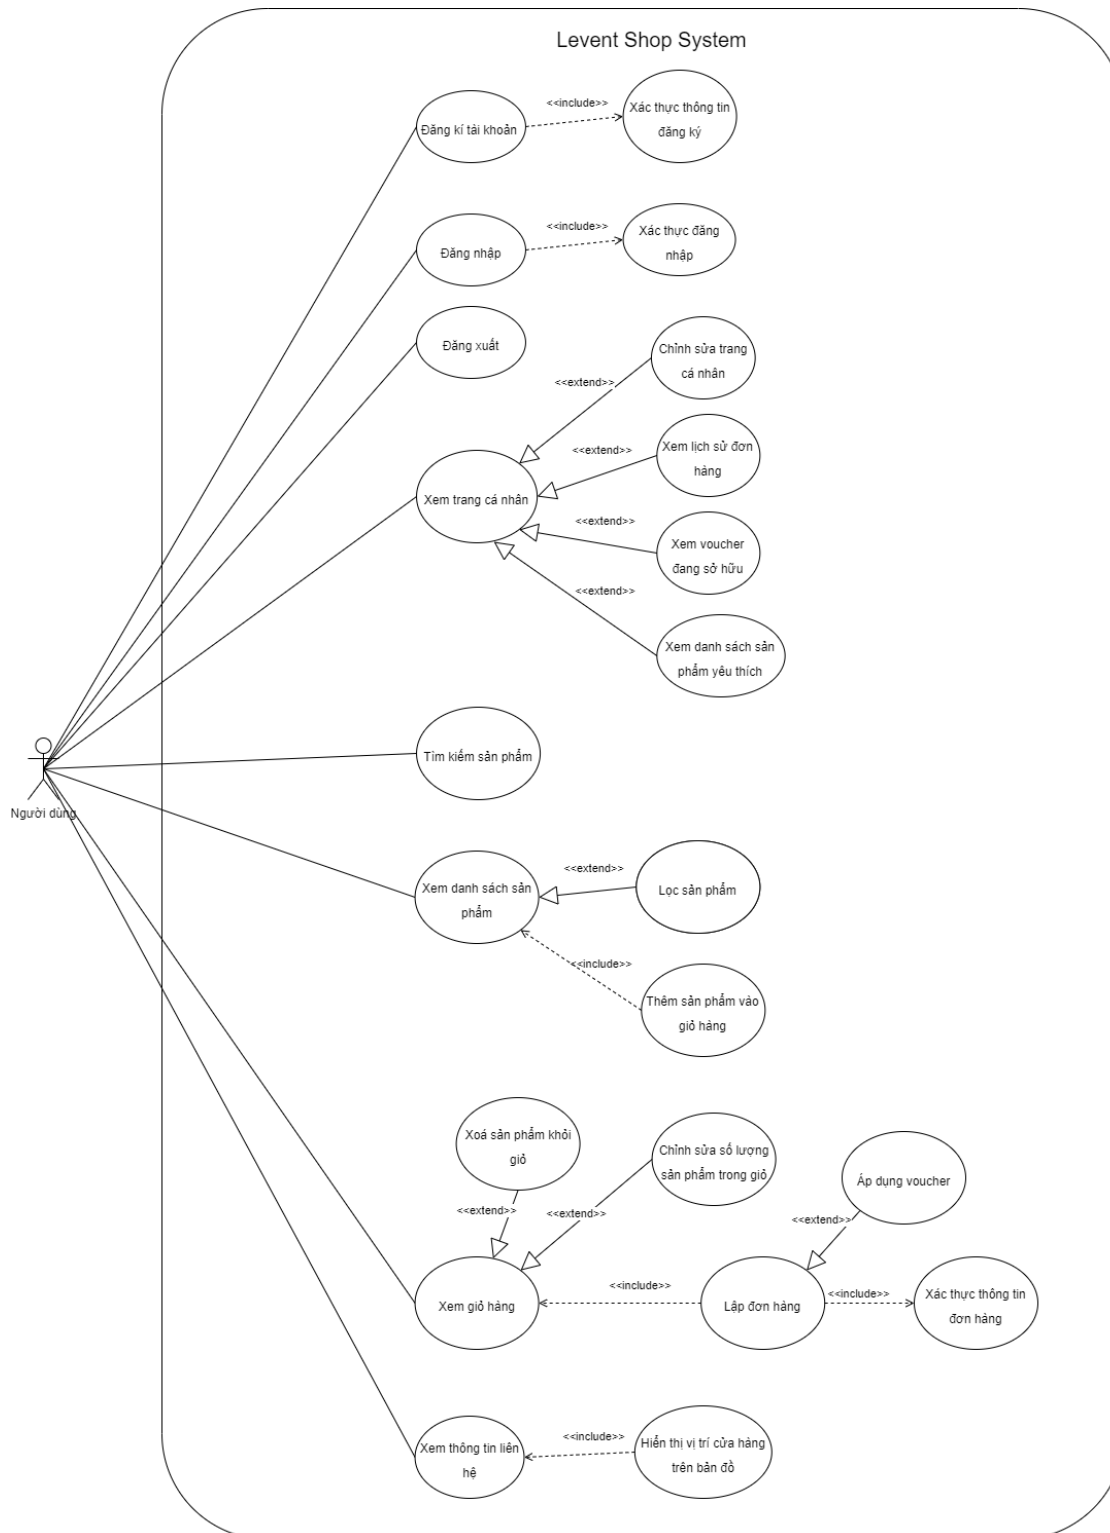 Levent Shop System
<<include>>
Xác thực thông tin
đăng ký
Đăng kí tài khoản
<<include>>
Xác thực đăng
nhập
Đăng nhập
Đăng xuất
Chỉnh sửa trang
cá nhân
<<extend>>
Xem lịch sử đơn
hàng
<<extend>>
Xem trang cá nhân
<<extend>>
Xem voucher
đang sở hữu
<<extend>>
Xem danh sách sản
phẩm yêu thích
Tìm kiếm sản phẩm
Người dùng
<<extend>>
Xem danh sách sản
phẩm
Lọc sản phẩm
<<include>>
Thêm sản phẩm vào
giỏ hàng
Xoá sản phẩm khỏi
giỏ
Chỉnh sửa số lượng
sản phẩm trong giỏ
Áp dụng voucher
<<extend>>
<<extend>>
<<extend>>
<<include>>
<<include>>
Xem giỏ hàng
Lập đơn hàng
Xác thực thông tin
đơn hàng
<<include>>
Xem thông tin liên
hệ
Hiển thị vị trí cửa hàng
trên bản đồ